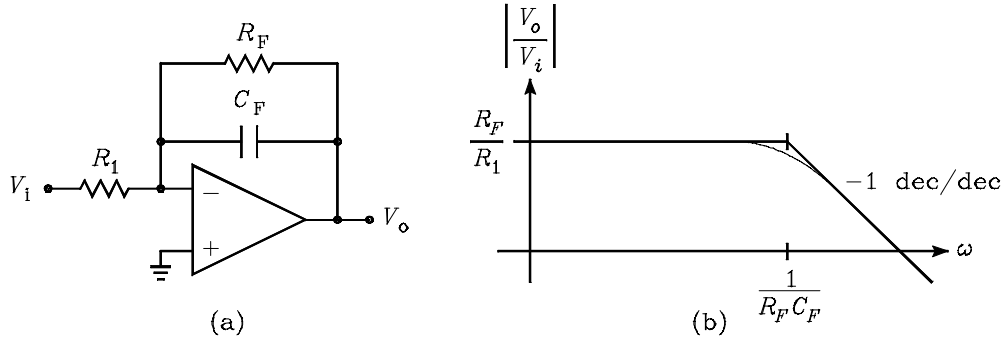 R_F
C_F
R_1
V_i
−
+
V_o
(a)
|V_o/V_i|
R_F/R_1
−1 dec/dec
ω
1/R_F C_F
(b)